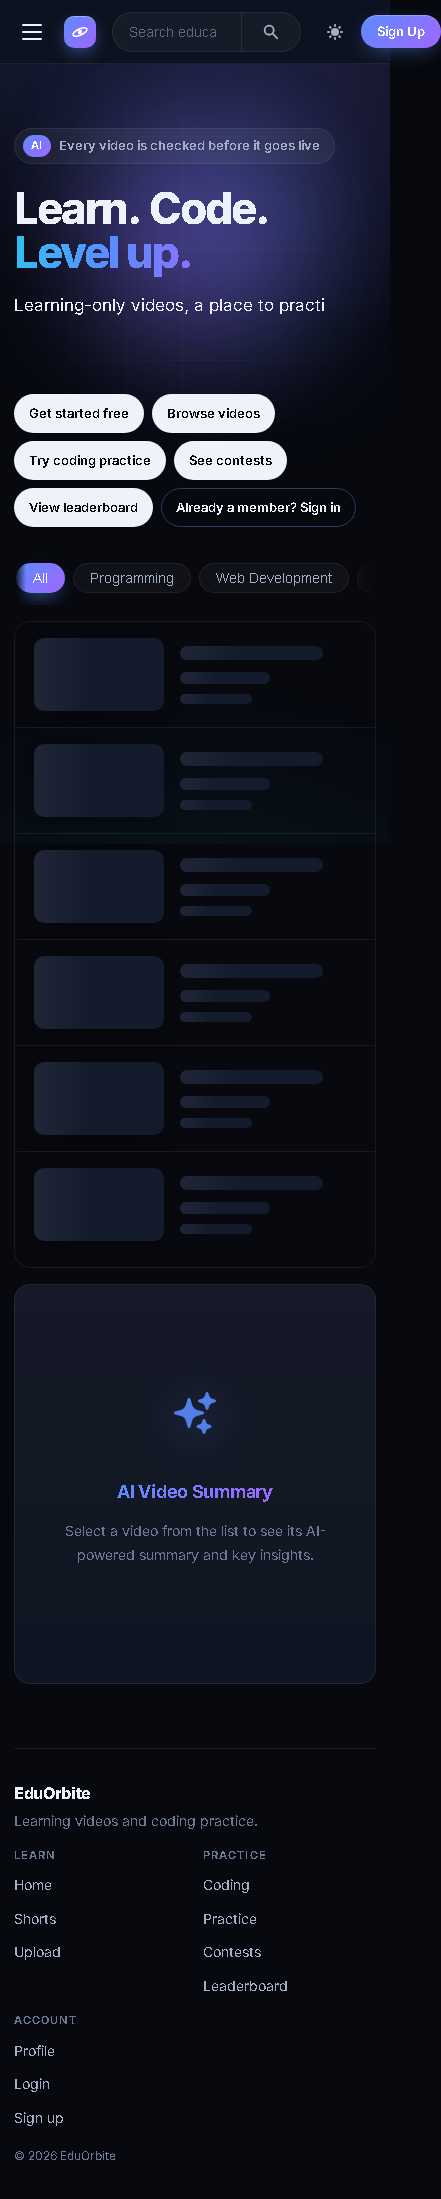 Search educa
Sign Up
AI Every video is checked before it goes live
Learn. Code.
Level up.
Learning-only videos, a place to practi
Get started free
Browse videos
Try coding practice
See contests
View leaderboard
Already a member? Sign in
All
Programming
Web Development
AI Video Summary
Select a video from the list to see its AI-
powered summary and key insights.
EduOrbite
Learning videos and coding practice.
LEARN
Home
Shorts
Upload
PRACTICE
Coding
Practice
Contests
Leaderboard
ACCOUNT
Profile
Login
Sign up
© 2026 EduOrbite